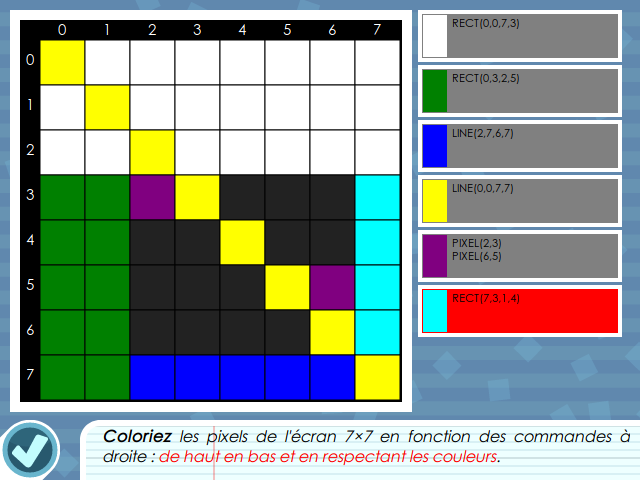 0 1 2 3 4 5 6 7
0
1
2
3
4
5
6
7
RECT(0,0,7,3)
RECT(0,3,2,5)
LINE(2,7,6,7)
LINE(0,0,7,7)
PIXEL(2,3)
PIXEL(6,5)
RECT(7,3,1,4)
Coloriez les pixels de l'écran 7×7 en fonction des commandes à
droite : de haut en bas et en respectant les couleurs.